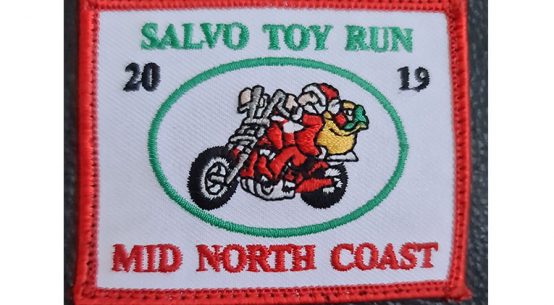 SALVO TOY RUN
20 19
MID NORTH COAST